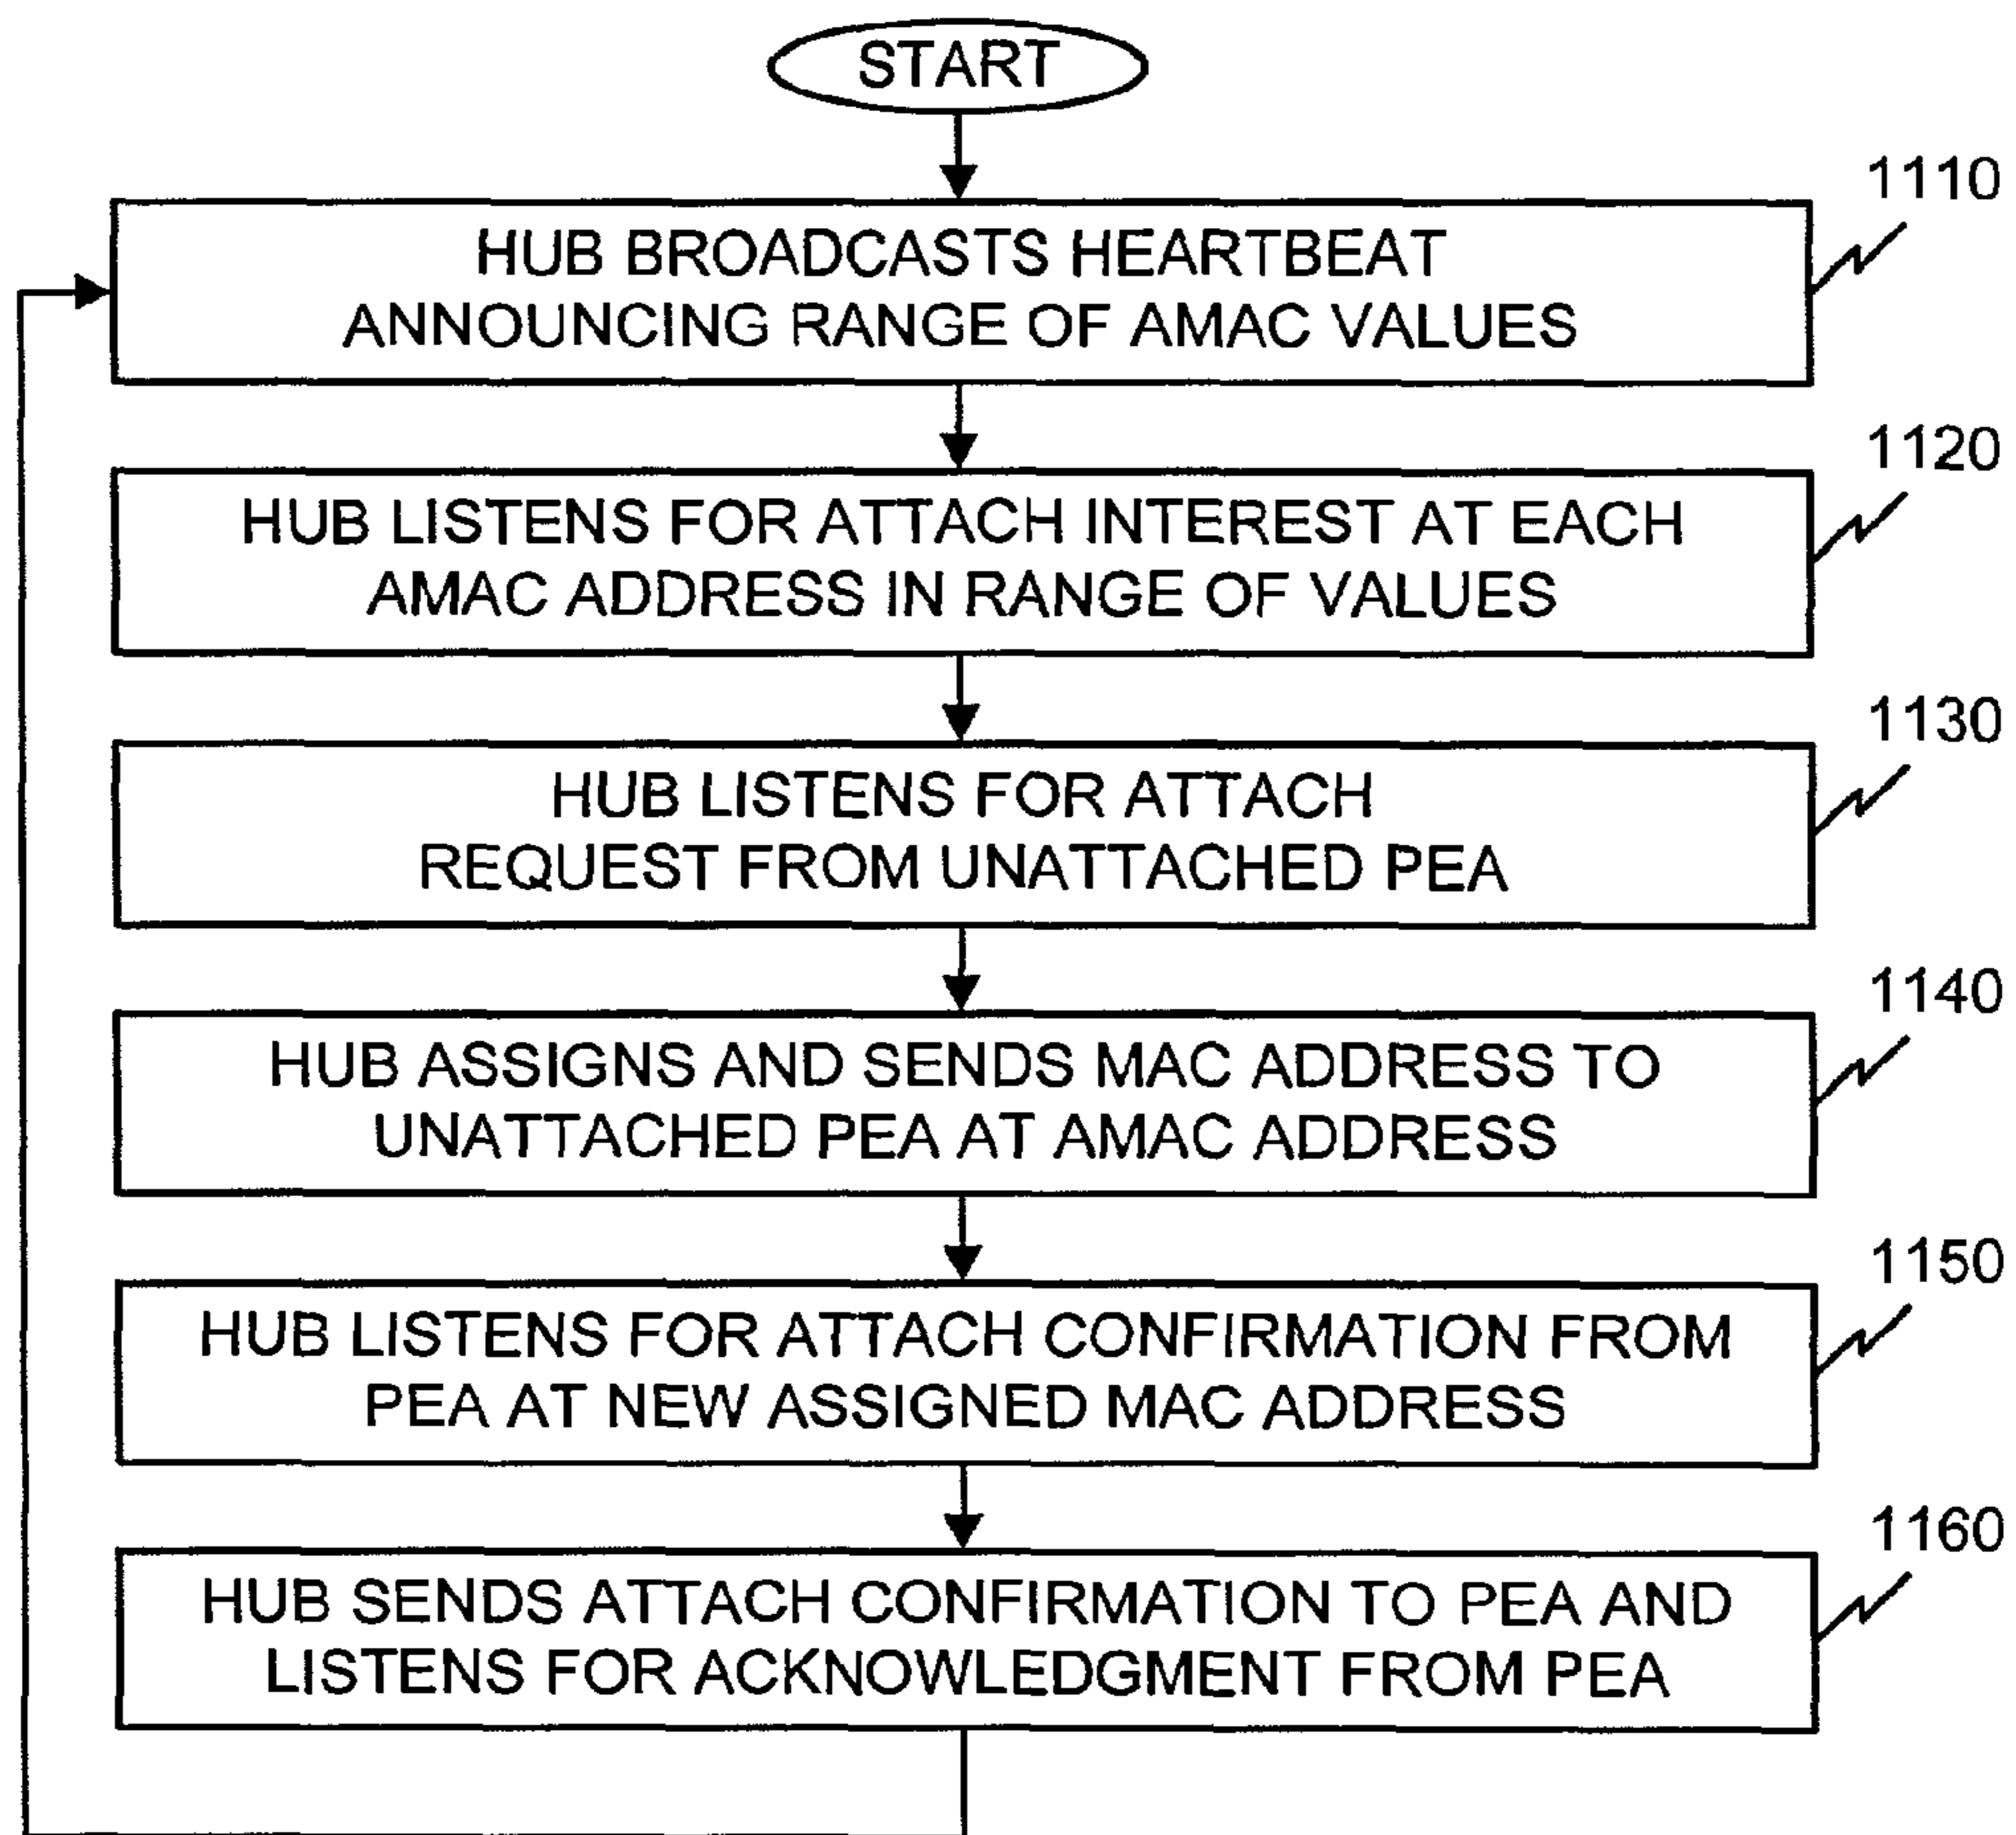 START
1110
HUB BROADCASTS HEARTBEAT
ANNOUNCING RANGE OF AMAC VALUES
1120
HUB LISTENS FOR ATTACH INTEREST AT EACH
AMAC ADDRESS IN RANGE OF VALUES
1130
HUB LISTENS FOR ATTACH
REQUEST FROM UNATTACHED PEA
1140
HUB ASSIGNS AND SENDS MAC ADDRESS TO
UNATTACHED PEA AT AMAC ADDRESS
1150
HUB LISTENS FOR ATTACH CONFIRMATION FROM
PEA AT NEW ASSIGNED MAC ADDRESS
1160
HUB SENDS ATTACH CONFIRMATION TO PEA AND
LISTENS FOR ACKNOWLEDGMENT FROM PEA